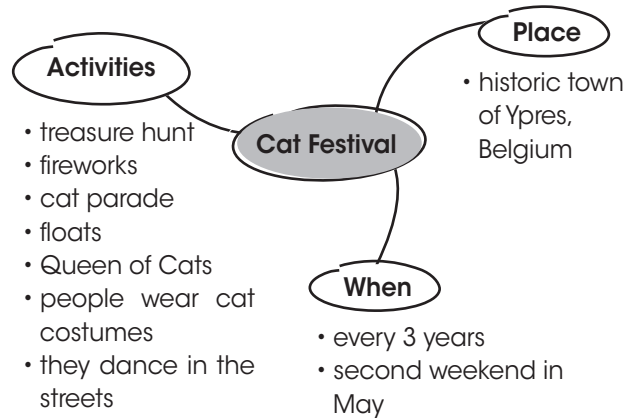 Activities
• treasure hunt
• fireworks
• cat parade
• floats
• Queen of Cats
• people wear cat
costumes
• they dance in the
streets
Cat Festival
Place
• historic town
of Ypres,
Belgium
When
• every 3 years
• second weekend in
May